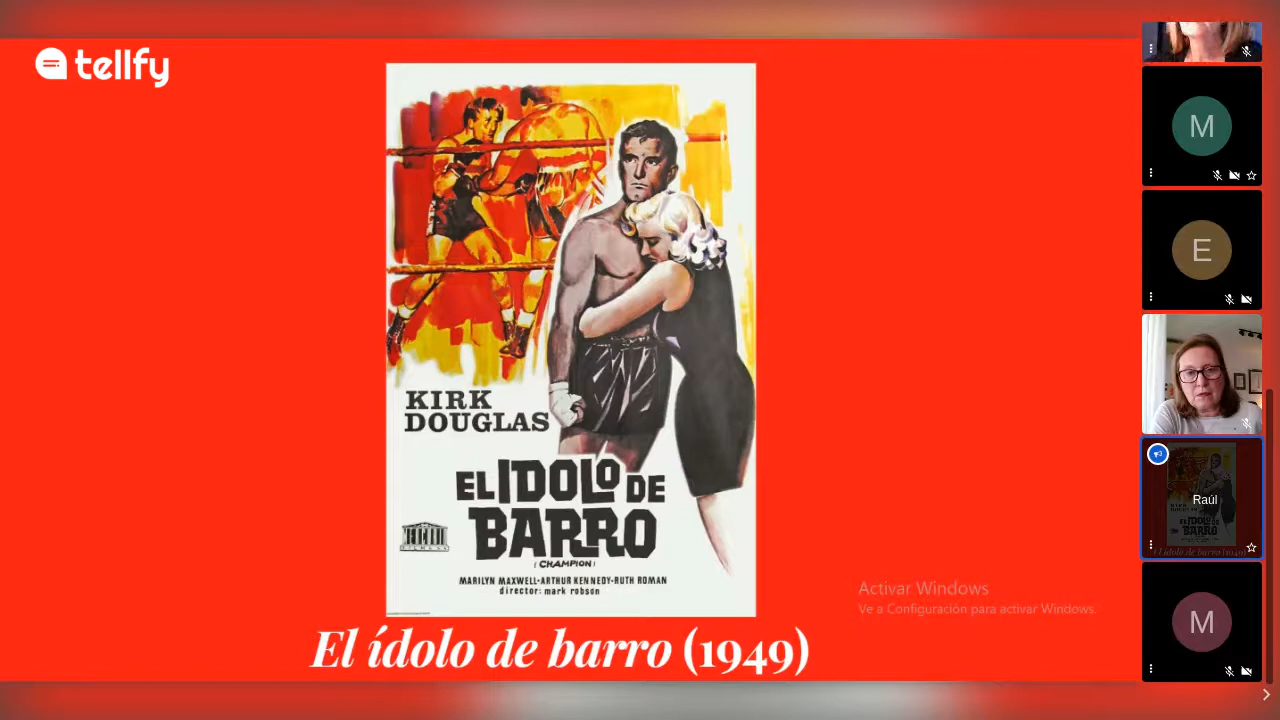 tellfy
KIRK
DOUGLAS
EL IDOLO DE
BARRO
(CHAMPION)
MARILYN MAXWELL-ARTHUR KENNEDY-RUTH ROMAN
director: mark robson
El ídolo de barro (1949)
Activar Windows
Ve a Configuración para activar Windows.
M
E
Raúl
M